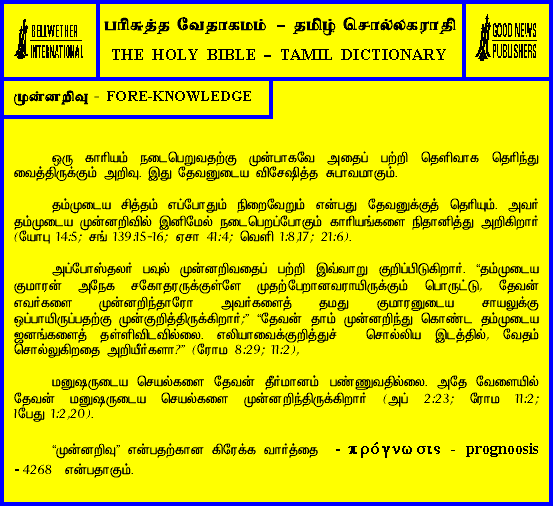 BELLWETHER
INTERNATIONAL
பரிசுத்த வேதாகமம் - தமிழ் சொல்லகராதி
THE HOLY BIBLE - TAMIL DICTIONARY
GOOD NEWS
PUBLISHERS
முன்னறிவு - FORE-KNOWLEDGE
ஒரு காரியம் நடைபெறுவதற்கு முன்பாகவே அதைப் பற்றி தெளிவாக தெரிந்து
வைத்திருக்கும் அறிவு. இது தேவனுடைய விசேஷித்த சுபாவமாகும்.
தம்முடைய சித்தம் எப்போதும் நிறைவேறும் என்பது தேவனுக்குத் தெரியும். அவர்
தம்முடைய முன்னறிவில் இனிமேல் நடைபெறப்போகும் காரியங்களை நிதானித்து அறிகிறார்
(யோபு 14:5; சங் 139:15-16; ஏசா 41:4; வெளி 1:8,17; 21:6).
அப்போஸ்தலர் பவுல் முன்னறிவதைப் பற்றி இவ்வாறு குறிப்பிடுகிறார். “தம்முடைய
குமாரன் அநேக சகோதரருக்குள்ளே முதற்பேறானவராயிருக்கும் பொருட்டு, தேவன்
எவர்களை முன்னறிந்தாரோ அவர்களைத் தமது குமாரனுடைய சாயலுக்கு
ஒப்பாயிருப்பதற்கு முன்குறித்திருக்கிறார்;” “தேவன் தாம் முன்னறிந்து கொண்ட தம்முடைய
ஜனங்களைத் தள்ளிவிடவில்லை. எலியாவைக்குறித்துச் சொல்லிய இடத்தில், வேதம்
சொல்லுகிறதை அறியீர்களா?” (ரோம 8:29; 11:2),
மனுஷருடைய செயல்களை தேவன் தீர்மானம் பண்ணுவதில்லை. அதே வேளையில்
தேவன் மனுஷருடைய செயல்களை முன்னறிந்திருக்கிறார் (அப் 2:23; ரோம 11:2;
1பேது 1:2,20).
“முன்னறிவு” என்பதற்கான கிரேக்க வார்த்தை - πρόγνωσις - prognoosis
- 4268 என்பதாகும்.